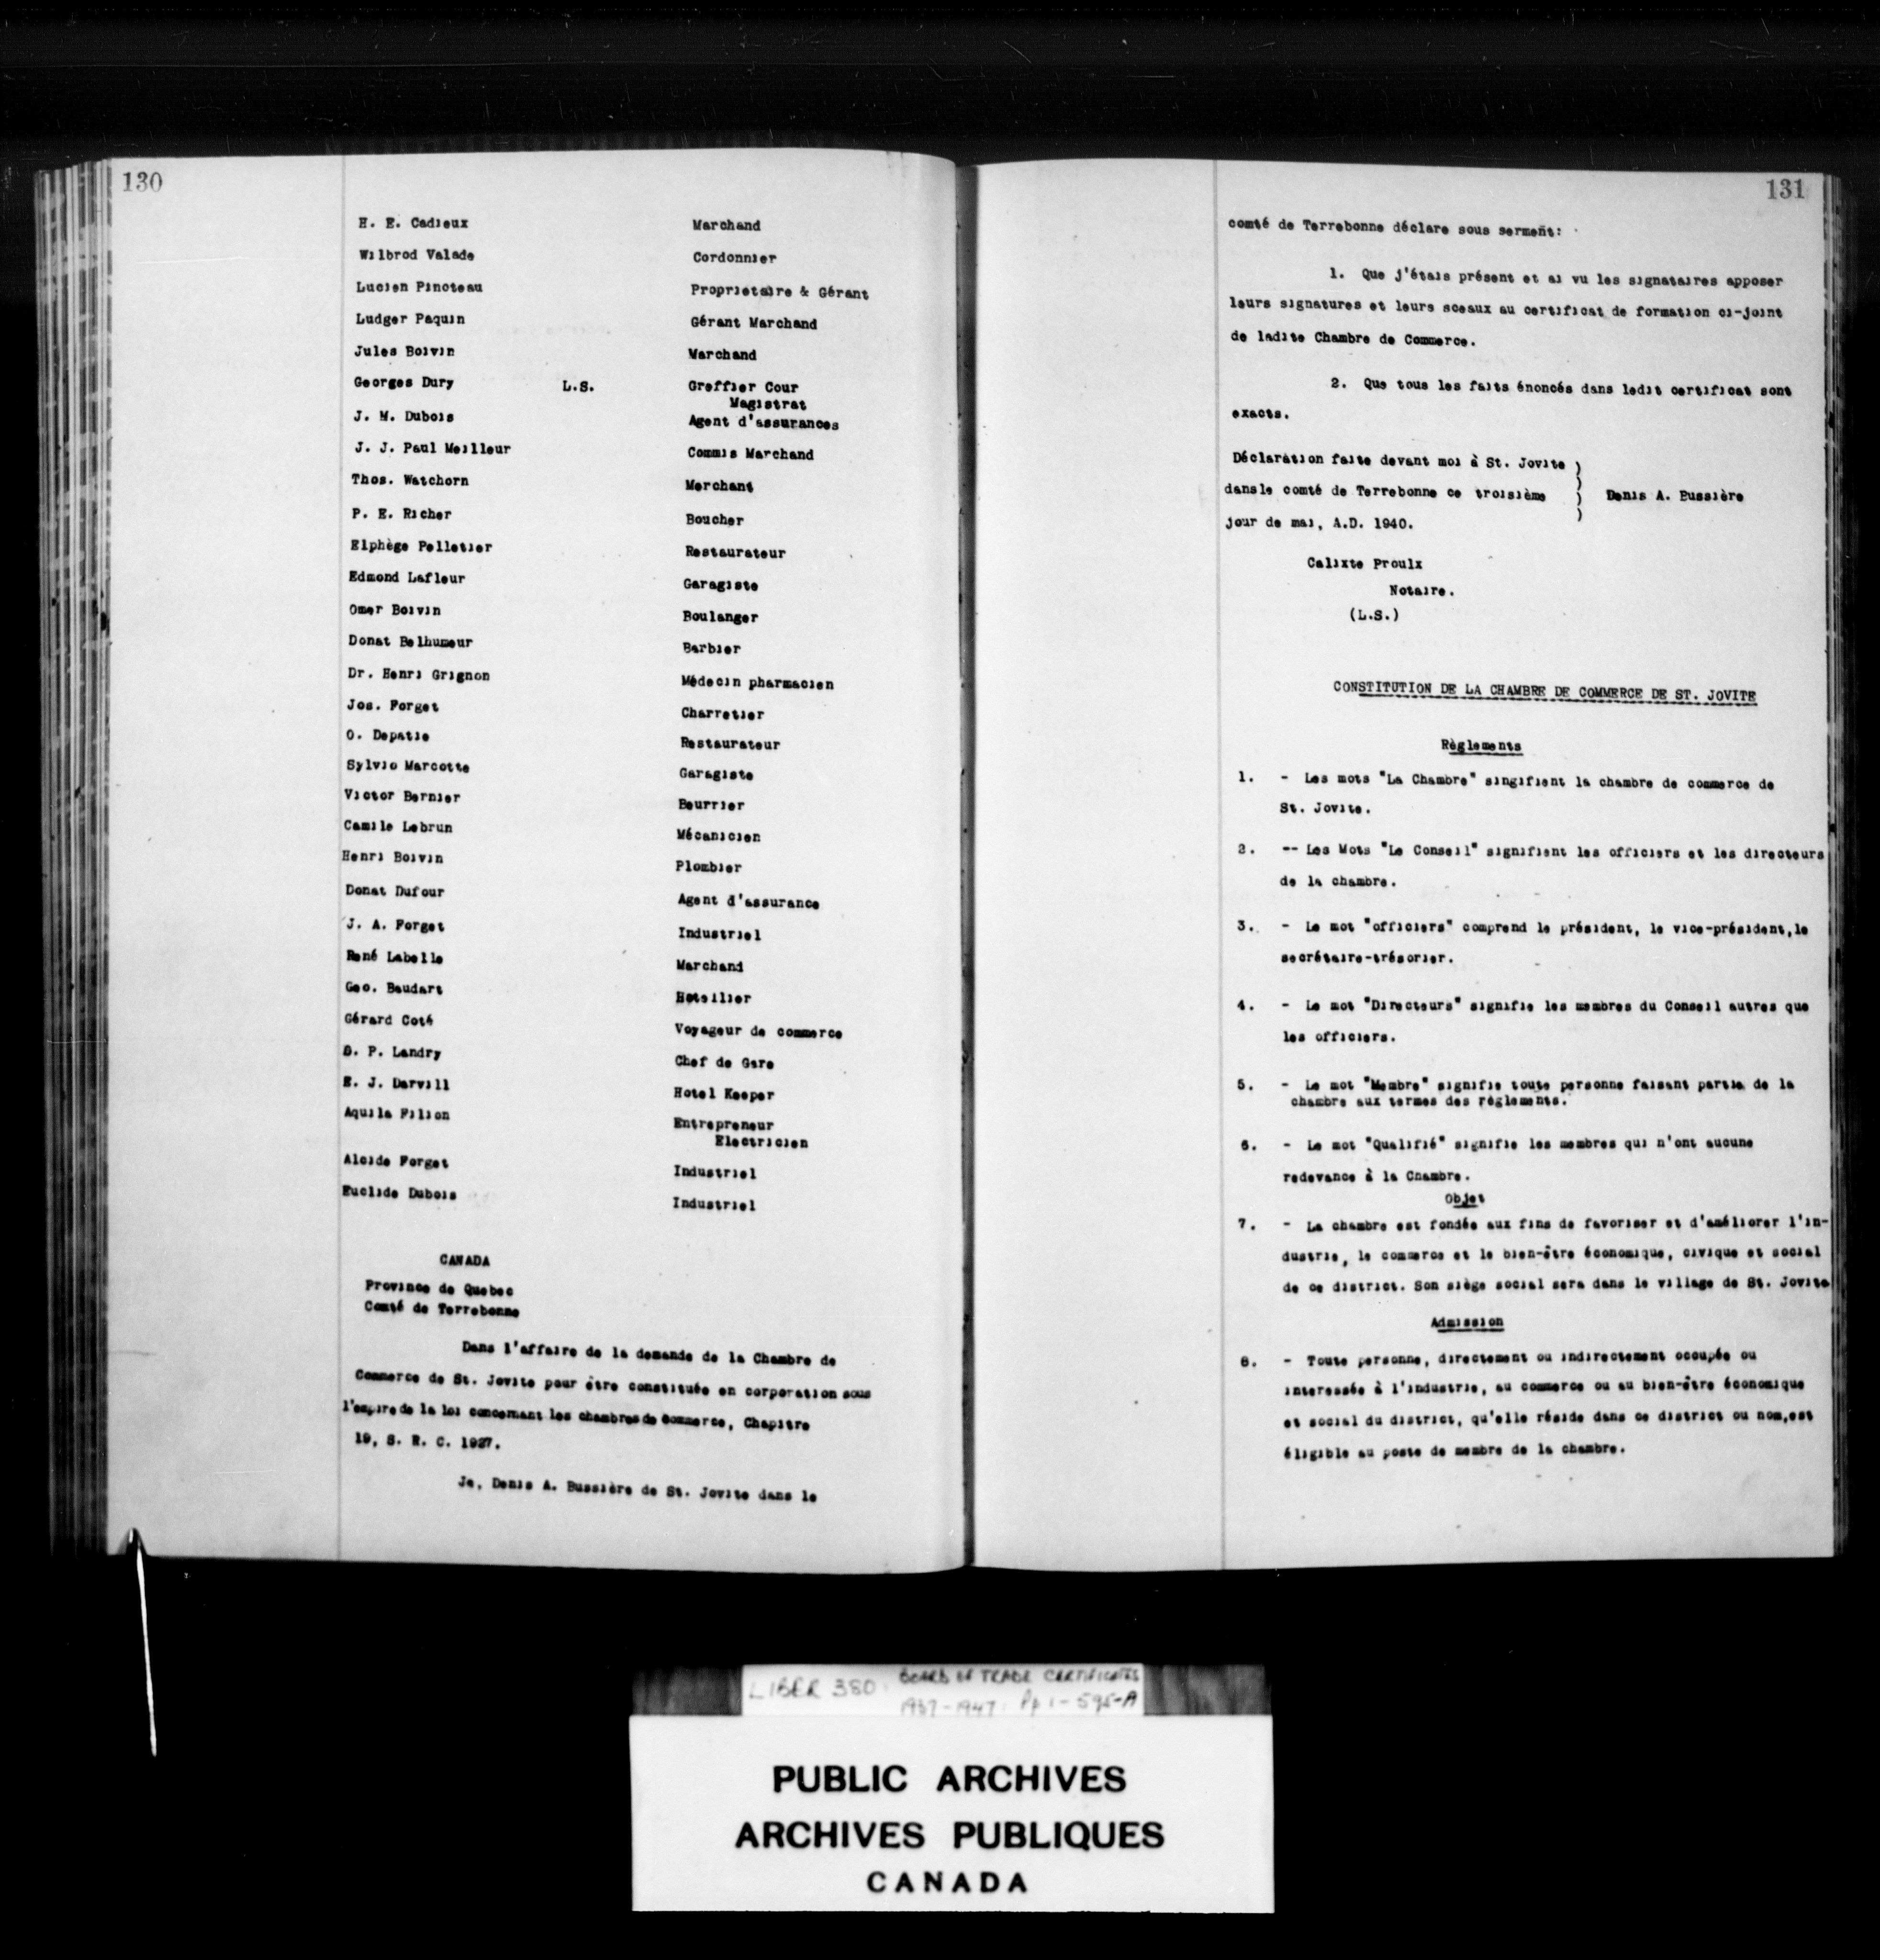 130
H. E. Cadieux Marchand
Wilbrod Valade Cordonnier
Lucien Pinoteau Proprietaire & Gérant
Ludger Paquin Gérant Marchand
Jules Boivin Marchand
Georges Dury L.S. Greffier Cour
Magistrat
J. M. Dubois Agent d'assurances
J. J. Paul Meilleur Commis Marchand
Thos. Watchorn Merchant
P. E. Richer Boucher
Elphège Pelletier Restaurateur
Edmond Lafleur Garagiste
Omer Boivin Boulanger
Donat Belhumeur Barbier
Dr. Henri Grignon Médecin pharmacien
Jos. Forget Charretier
O. Depatie Restaurateur
Sylvio Marcotte Garagiste
Victor Bernier Beurrier
Camile Lebrun Mécanicien
Henri Boivin Plombier
Donat Dufour Agent d'assurance
J. A. Forget Industriel
René Labelle Marchand
Geo. Baudart Hotellier
Gérard Coté Voyageur de commerce
D. P. Landry Chef de Gare
E. J. Darvill Hotel Keeper
Aquila Filion Entrepreneur
Electricien
Alcide Forget Industriel
Euclide Dubois Industriel
CANADA
Province de Quebec
Comté de Terrebonne
Dans l'affaire de la demande de la Chambre de
Commerce de St. Jovite pour être constituée en corporation sous
l'empire de la loi concernant les chambres de Commerce, Chapitre
19, S. R. C. 1927.
Je, Denis A. Bussière de St. Jovite dans le
131
comté de Terrebonne déclare sous serment:
1. Que j'étais présent et ai vu les signataires apposer
leurs signatures et leurs sceaux au certificat de formation ci-joint
de ladite Chambre de Commerce.
2. Que tous les faits énoncés dans ledit certificat sont
exacts.
Déclaration faite devant moi à St. Jovite )
dansle comté de Terrebonne ce troisième ) Denis A. Bussière
jour de mai, A.D. 1940. )
Calixte Proulx
Notaire.
(L.S.)
CONSTITUTION DE LA CHAMBRE DE COMMERCE DE ST. JOVITE
Règlements
1. - Les mots "La Chambre" singifient la chambre de commerce de
St. Jovite.
2. -- Les Mots "Le Conseil" signifient les officiers et les directeurs
de la chambre.
3. - Le mot "officiers" comprend le président, le vice-président,le
secrétaire-trésorier.
4. - Le mot "Directeurs" signifie les membres du Conseil autres que
les officiers.
5. - Le mot "Membre" signifie toute personne faisant partie de la
chambre aux termes des règlements.
6. - Le mot "Qualifié" signifie les membres qui n'ont aucune
redevance à la Chambre.
Objet
7. - La chambre est fondée aux fins de favoriser et d'améliorer l'in-
dustrie, le commerce et le bien-être économique, civique et social
de ce district. Son siège social sera dans le village de St. Jovite
Admission
8. - Toute personne, directement ou indirectement occupée ou
interessée à l'industrie, au commerce ou au bien-être économique
et social du district, qu'elle réside dans ce district ou non,est
éligible au poste de membre de la chambre.
LIBER 380. BOARD OF TRADE CERTIFICATES
1937-1947. Pp 1-595-A
PUBLIC ARCHIVES
ARCHIVES PUBLIQUES
CANADA